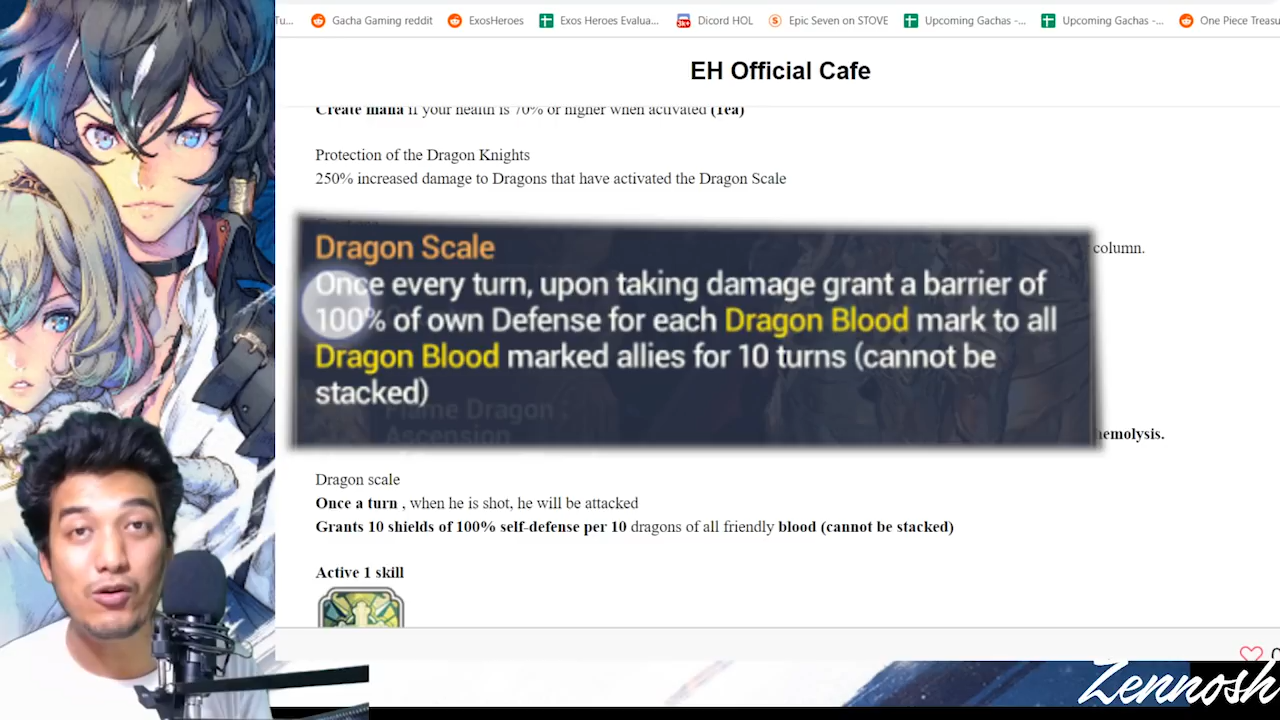 Tu...
Gacha Gaming reddit
ExosHeroes
Exos Heroes Evalua...
Dicord HOL
Epic Seven on STOVE
Upcoming Gachas -...
Upcoming Gachas -...
One Piece Treasu
EH Official Cafe
Create mana if your health is 70% or higher when activated (1ea)
Protection of the Dragon Knights
250% increased damage to Dragons that have activated the Dragon Scale
column.
Dragon Scale
Once every turn, upon taking damage grant a barrier of
100% of own Defense for each Dragon Blood mark to all
Dragon Blood marked allies for 10 turns (cannot be
stacked)
Flame Dragon :
Ascension
hemolysis.
Dragon scale
Once a turn , when he is shot, he will be attacked
Grants 10 shields of 100% self-defense per 10 dragons of all friendly blood (cannot be stacked)
Active 1 skill
Zennosh